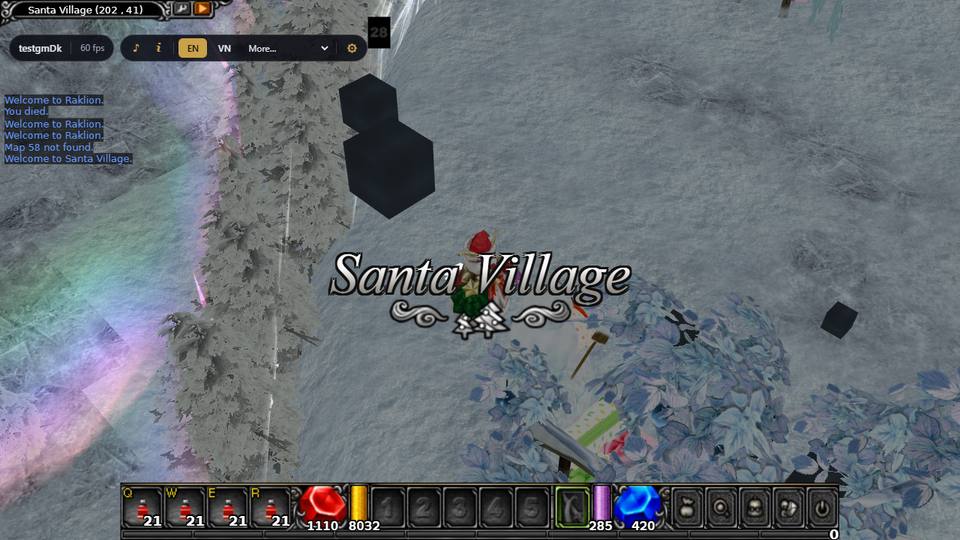 Santa Village (202 , 41)
28
testgmDk 60 fps EN VN More...
Welcome to Raklion.
You died.
Welcome to Raklion.
Welcome to Raklion.
Map 58 not found.
Welcome to Santa Village.
Santa Village
Q W E R
1 2 3 4 5
21 21 21 21 1110 8032 285 420
0